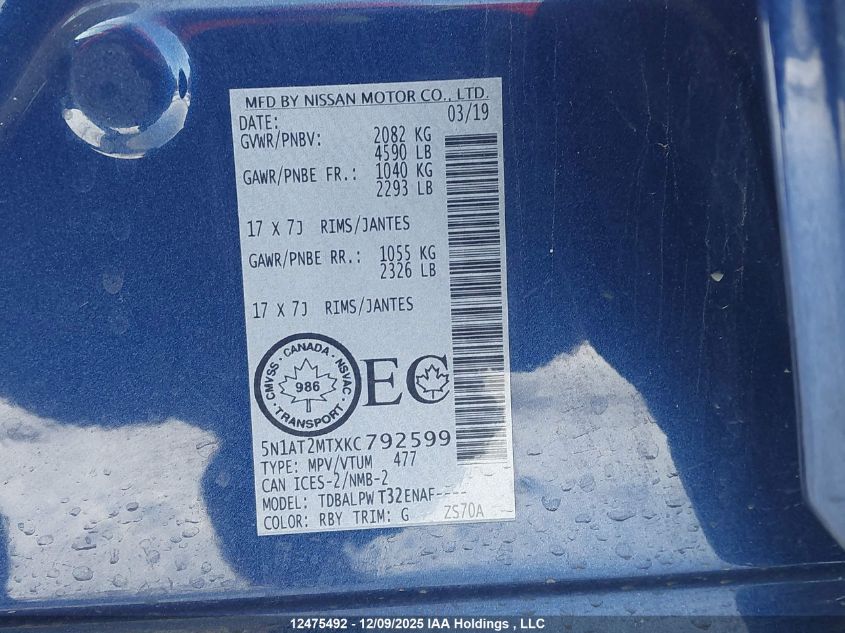 MFD BY NISSAN MOTOR CO., LTD.
DATE: 03/19
GVWR/PNBV: 2082 KG
4590 LB
GAWR/PNBE FR.: 1040 KG
2293 LB
17 X 7J RIMS/JANTES
GAWR/PNBE RR.: 1055 KG
2326 LB
17 X 7J RIMS/JANTES
CMVSS · CANADA · NSVAC
986
TRANSPORT
EC
5N1AT2MTXKC792599
TYPE: MPV/VTUM 477
CAN ICES-2/NMB-2
MODEL: TDBALPW T32ENAF----
COLOR: RBY TRIM: G ZS70A
12475492 - 12/09/2025 IAA Holdings , LLC